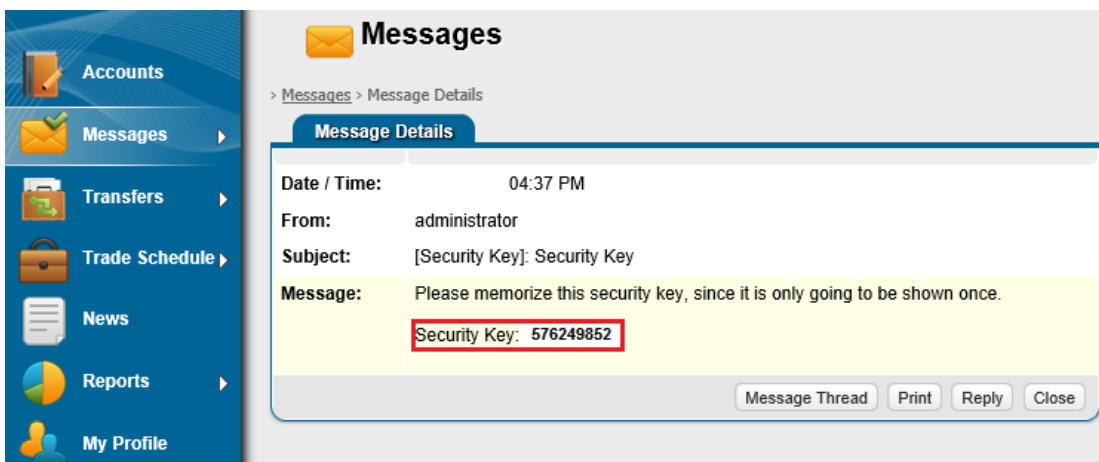 Accounts
Messages
Transfers
Trade Schedule
News
Reports
My Profile
Messages
> Messages > Message Details
Message Details
Date / Time: 04:37 PM
From: administrator
Subject: [Security Key]: Security Key
Message: Please memorize this security key, since it is only going to be shown once.
Security Key: 576249852
Message Thread Print Reply Close